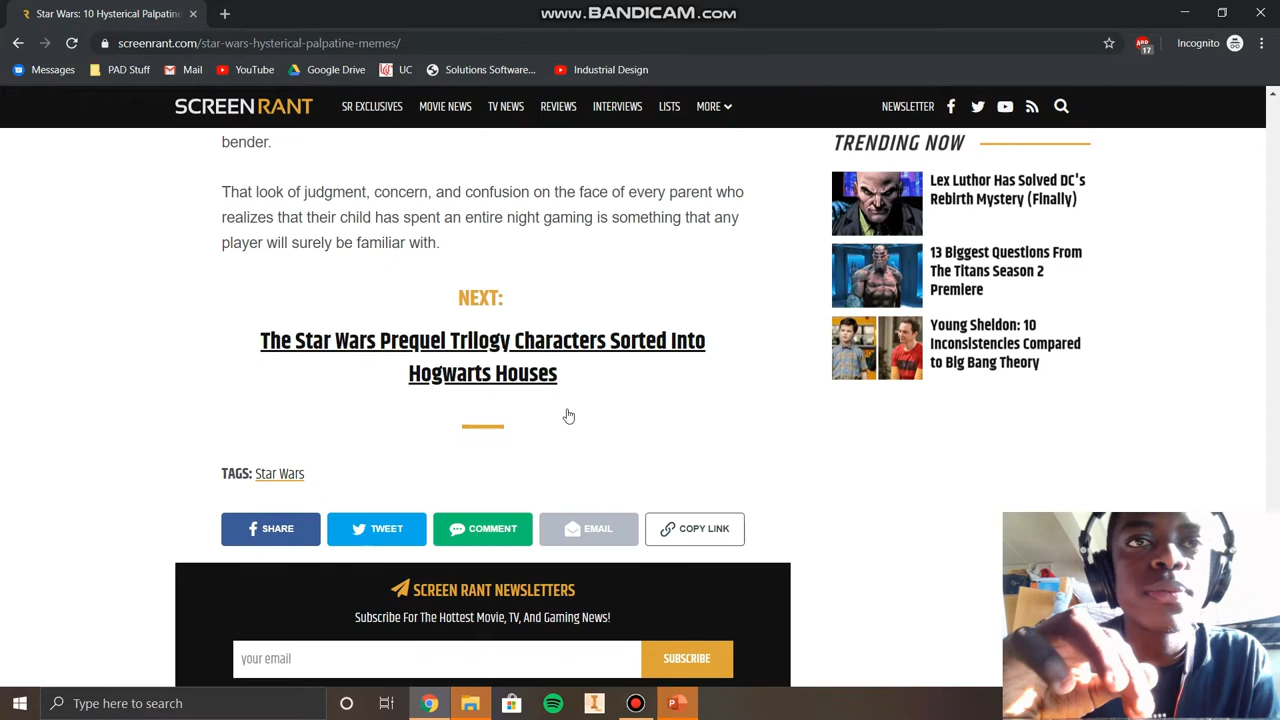 WWW.BANDICAM.COM
Star Wars: 10 Hysterical Palpatine
screenrant.com/star-wars-hysterical-palpatine-memes/
17
Incognito
Messages
PAD Stuff
Mail
YouTube
Google Drive
UC
Solutions Software...
Industrial Design
SCREENRANT
SR EXCLUSIVES
MOVIE NEWS
TV NEWS
REVIEWS
INTERVIEWS
LISTS
MORE
NEWSLETTER
bender.
That look of judgment, concern, and confusion on the face of every parent who
realizes that their child has spent an entire night gaming is something that any
player will surely be familiar with.
NEXT:
The Star Wars Prequel Trilogy Characters Sorted Into
Hogwarts Houses
TAGS: Star Wars
SHARE
TWEET
COMMENT
EMAIL
COPY LINK
SCREEN RANT NEWSLETTERS
Subscribe For The Hottest Movie, TV, And Gaming News!
your email
SUBSCRIBE
TRENDING NOW
Lex Luthor Has Solved DC's
Rebirth Mystery (Finally)
13 Biggest Questions From
The Titans Season 2
Premiere
Young Sheldon: 10
Inconsistencies Compared
to Big Bang Theory
Type here to search